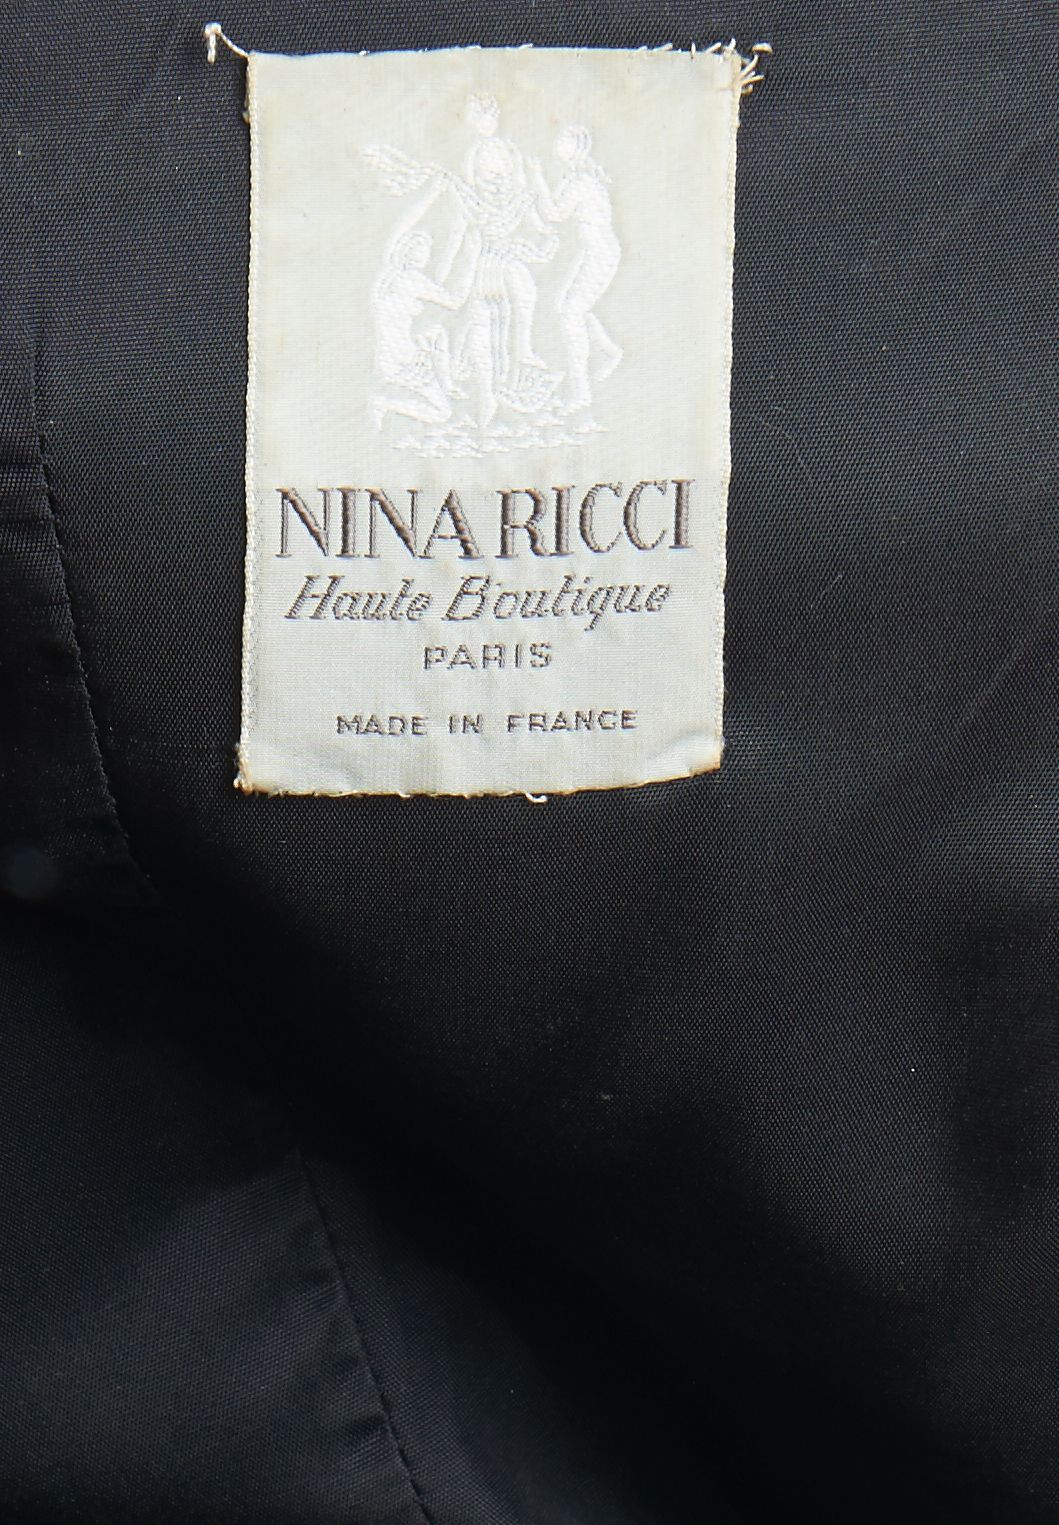 NINA RICCI
Haute Boutique
PARIS
MADE IN FRANCE